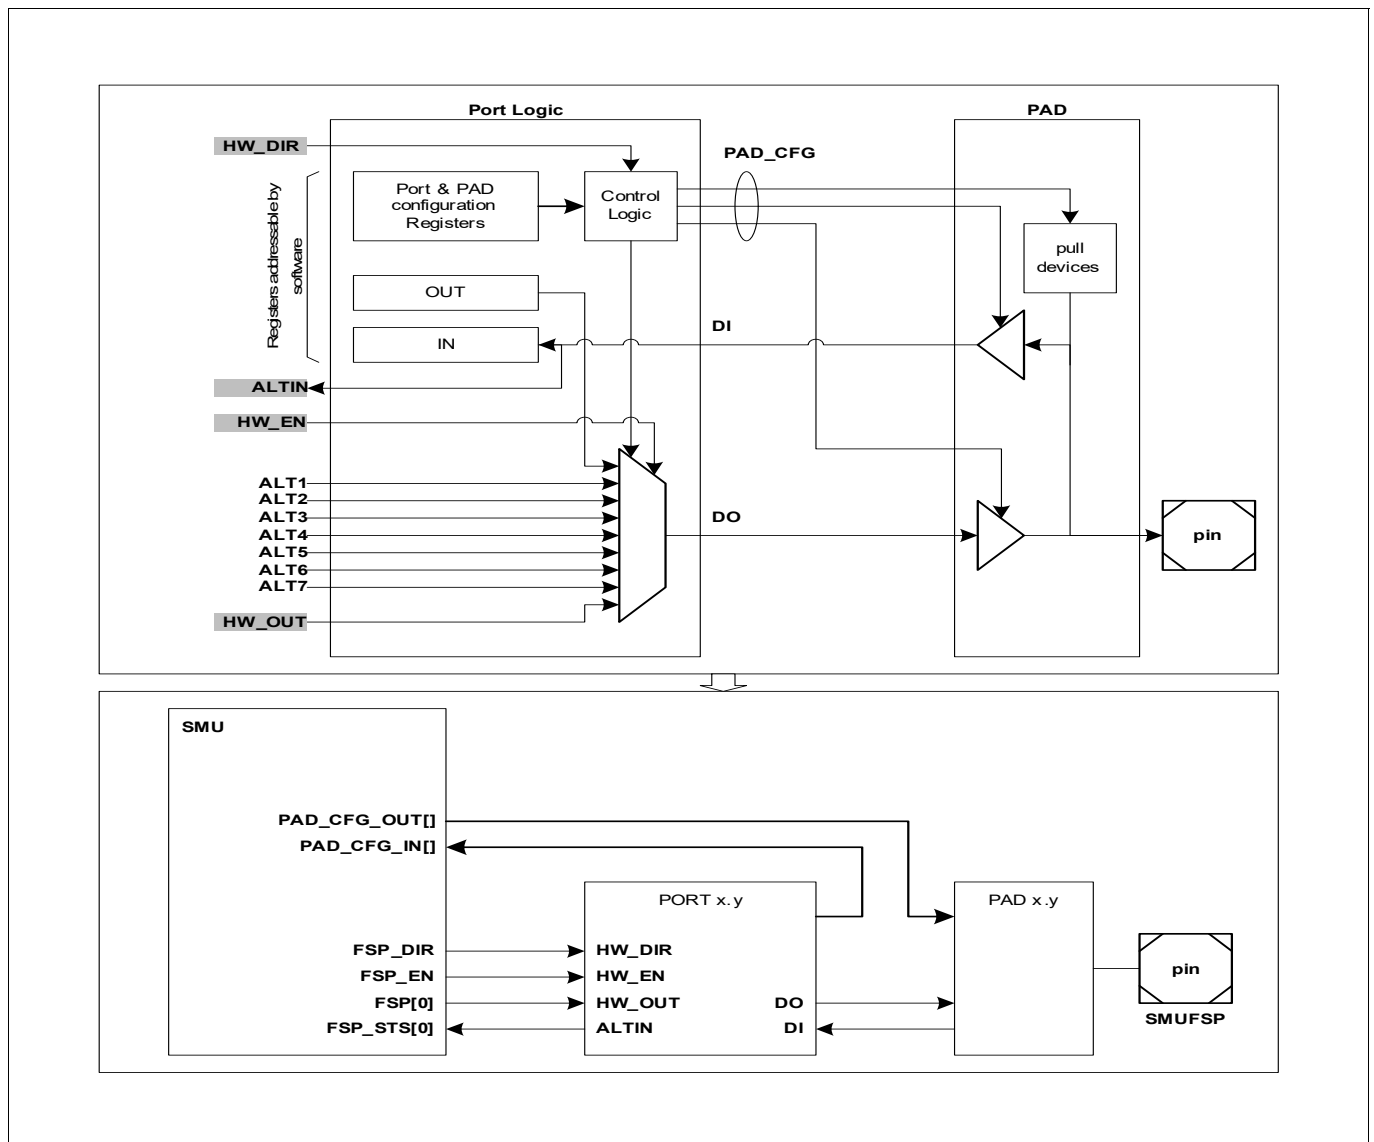 Port Logic
PAD
HW_DIR
PAD_CFG
Registers addressable by
software
Port & PAD
configuration
Registers
Control
Logic
pull
devices
OUT
IN
DI
ALTIN
HW_EN
ALT1
ALT2
ALT3
ALT4
ALT5
ALT6
ALT7
DO
pin
HW_OUT
SMU
PAD_CFG_OUT[]
PAD_CFG_IN[]
PORT x.y
PAD x.y
FSP_DIR
HW_DIR
FSP_EN
HW_EN
FSP[0]
HW_OUT
DO
FSP_STS[0]
ALTIN
DI
pin
SMUFSP